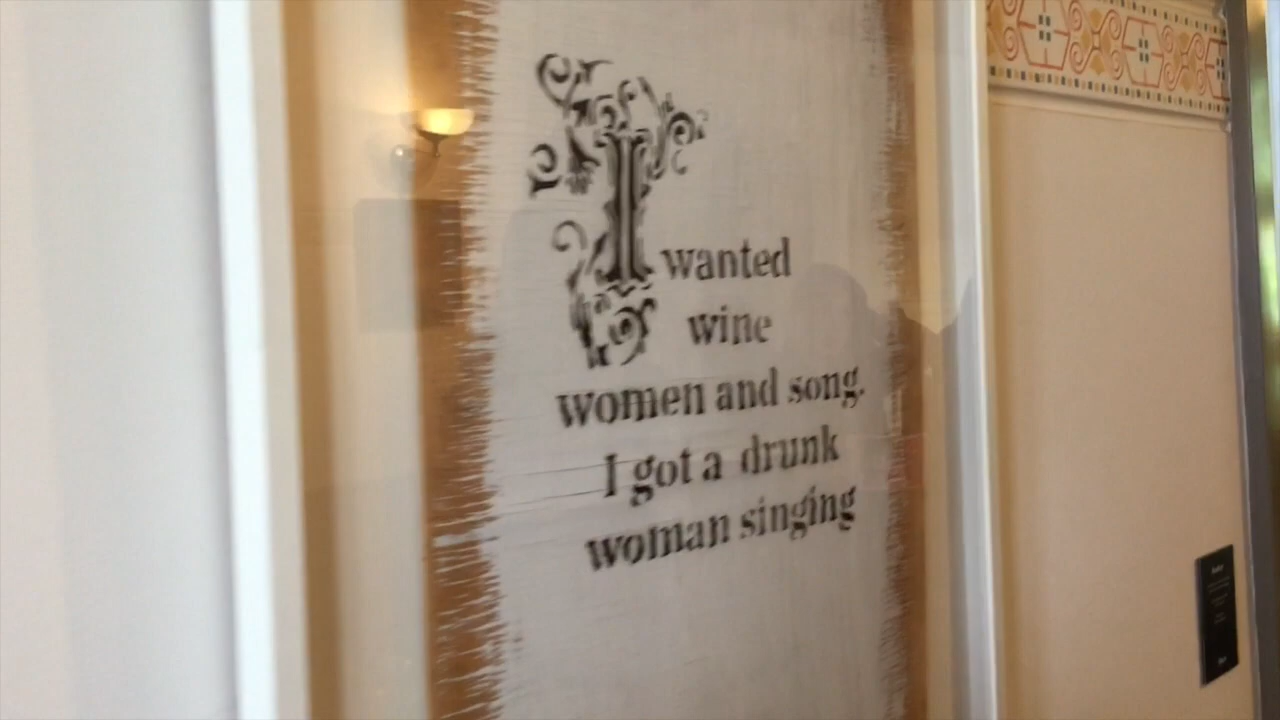 I wanted
wine
women and song.
I got a drunk
woman singing